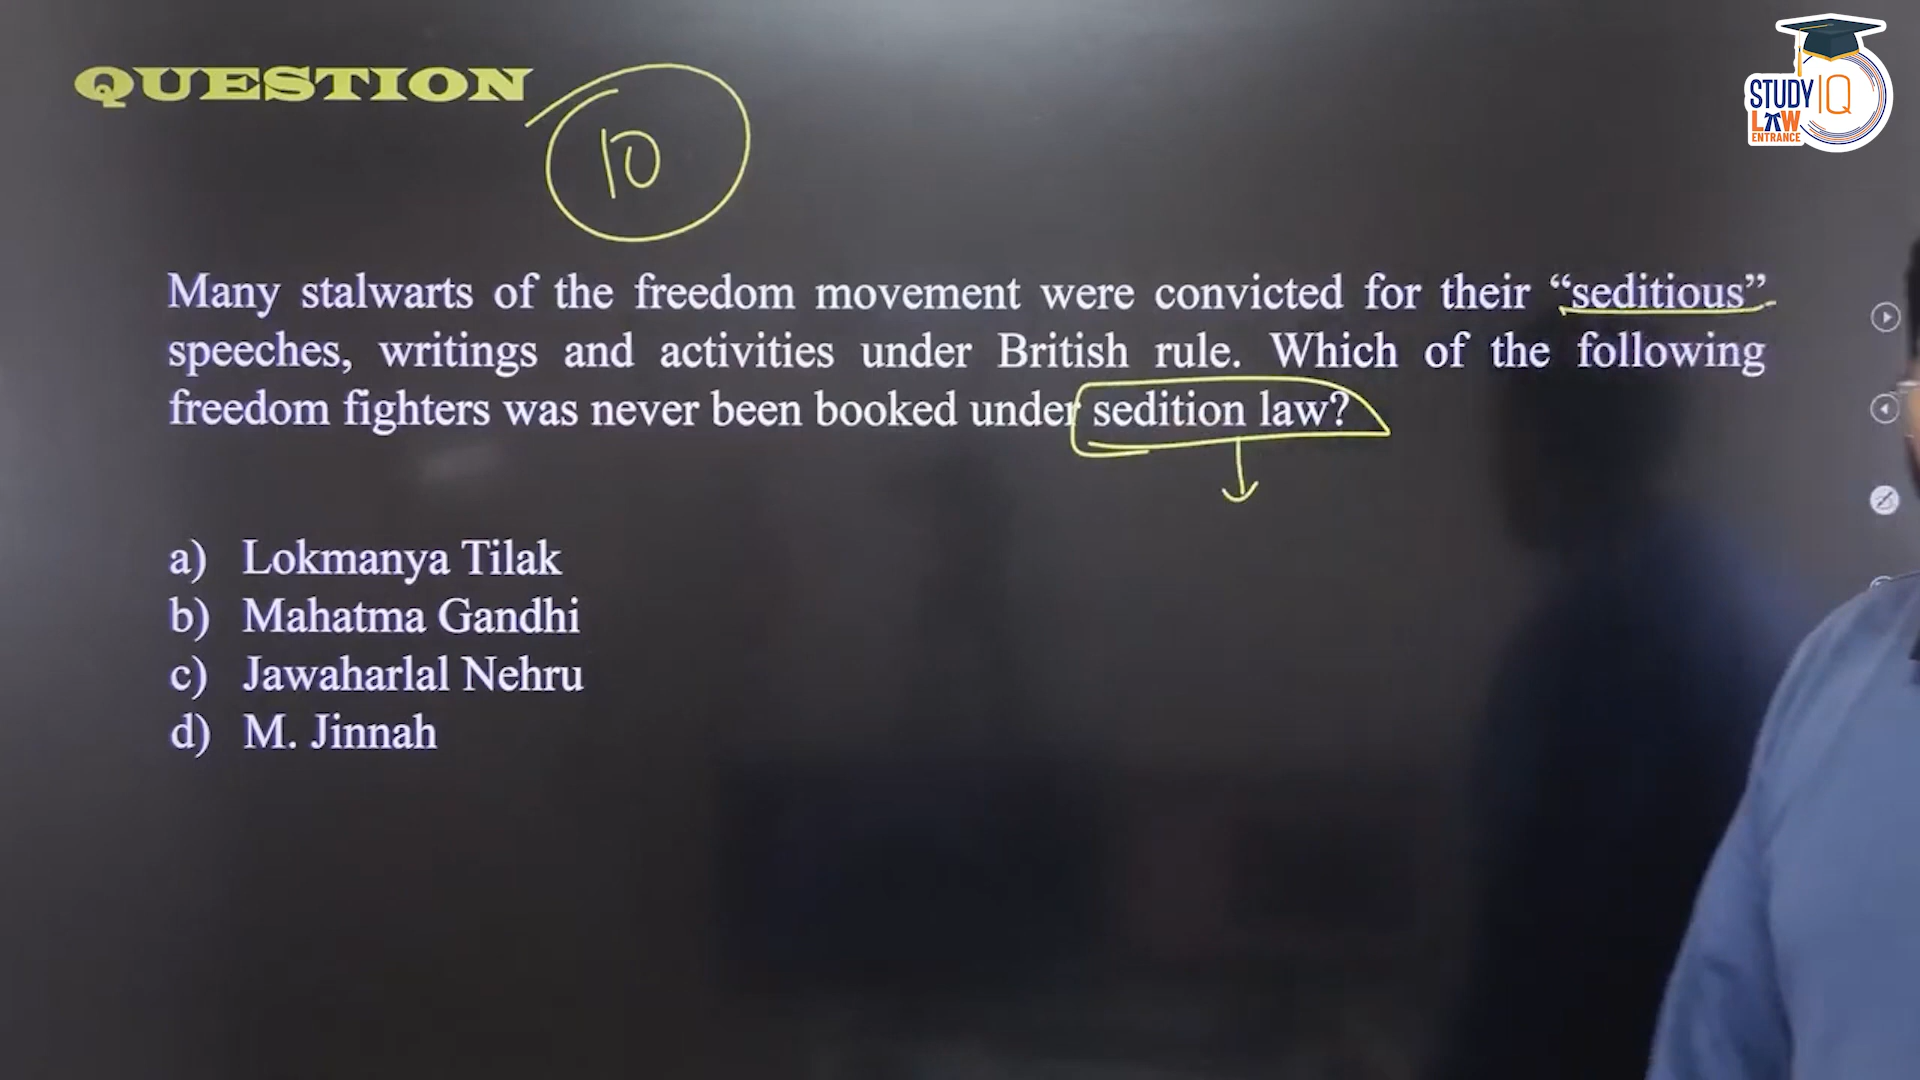 QUESTION
10
STUDY IQ
LAW
ENTRANCE
Many stalwarts of the freedom movement were convicted for their “seditious”
speeches, writings and activities under British rule. Which of the following
freedom fighters was never been booked under sedition law?
a) Lokmanya Tilak
b) Mahatma Gandhi
c) Jawaharlal Nehru
d) M. Jinnah